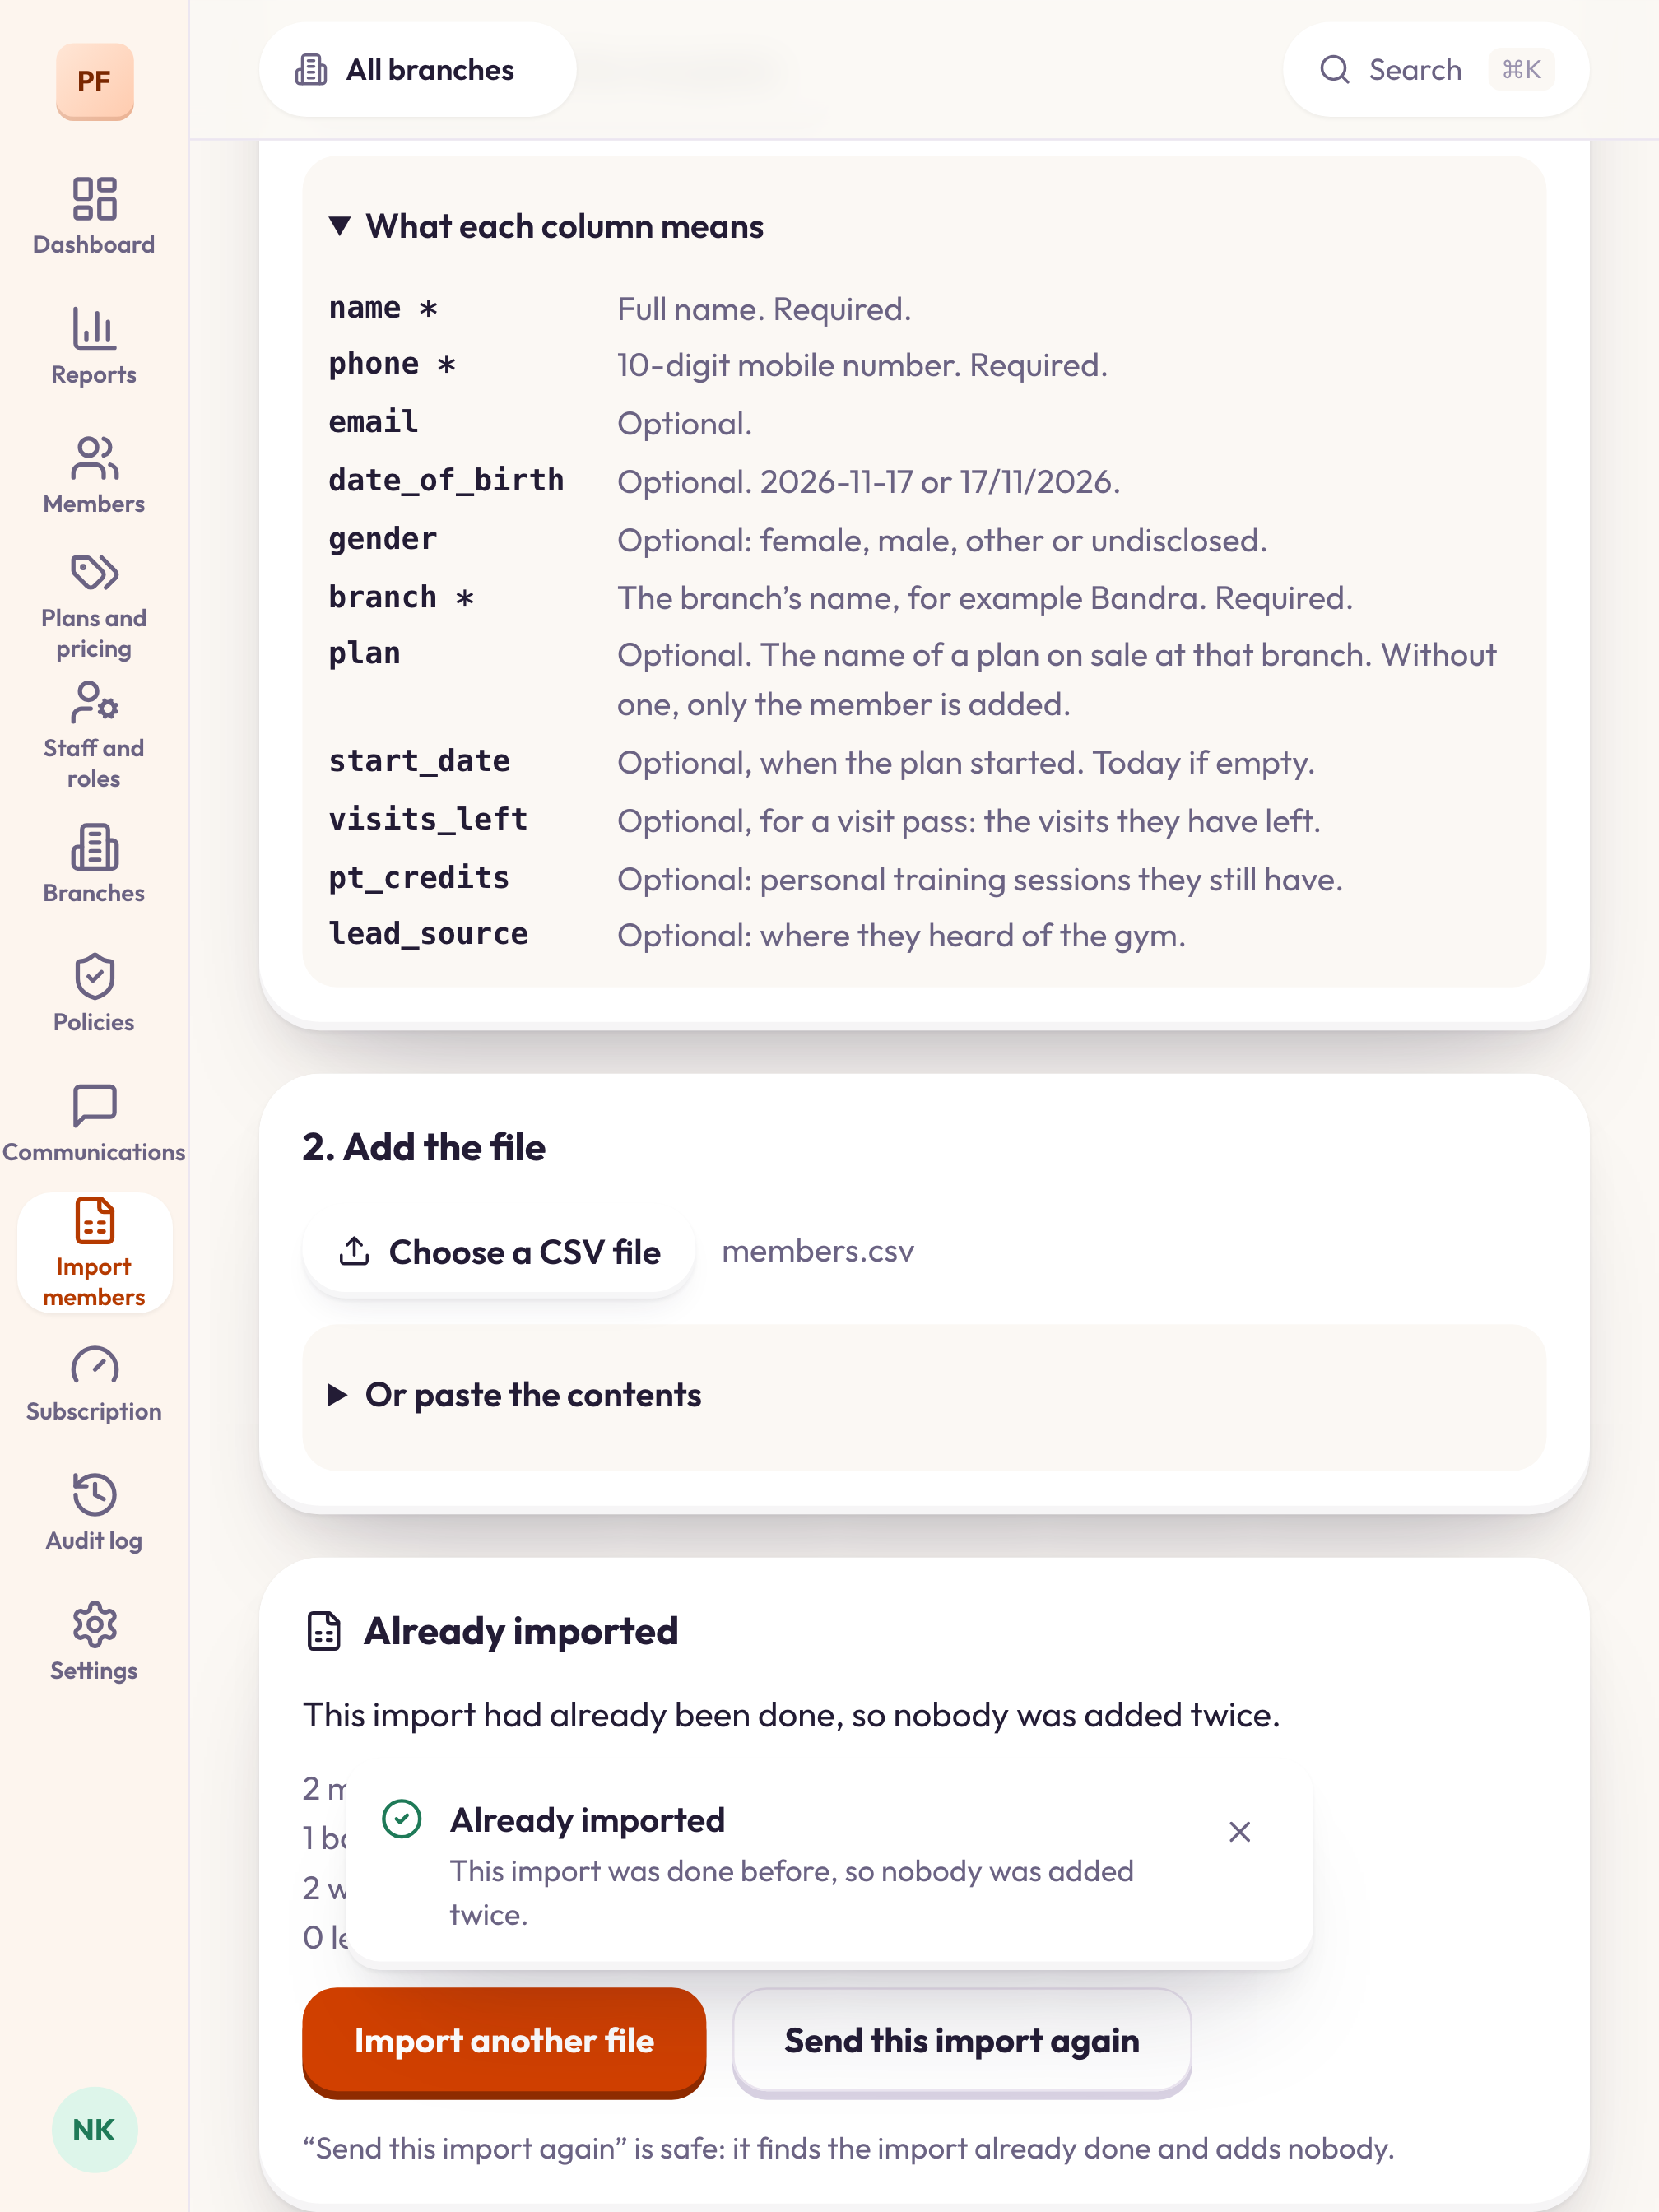 PF
All branches
Search ⌘K
Dashboard
Reports
Members
Plans and
pricing
Staff and
roles
Branches
Policies
Communications
Import
members
Subscription
Audit log
Settings
NK
What each column means
name * Full name. Required.
phone * 10-digit mobile number. Required.
email Optional.
date_of_birth Optional. 2026-11-17 or 17/11/2026.
gender Optional: female, male, other or undisclosed.
branch * The branch’s name, for example Bandra. Required.
plan Optional. The name of a plan on sale at that branch. Without
one, only the member is added.
start_date Optional, when the plan started. Today if empty.
visits_left Optional, for a visit pass: the visits they have left.
pt_credits Optional: personal training sessions they still have.
lead_source Optional: where they heard of the gym.
2. Add the file
Choose a CSV file members.csv
Or paste the contents
Already imported
This import had already been done, so nobody was added twice.
2
1
2
0
Already imported
This import was done before, so nobody was added
twice.
Import another file
Send this import again
“Send this import again” is safe: it finds the import already done and adds nobody.